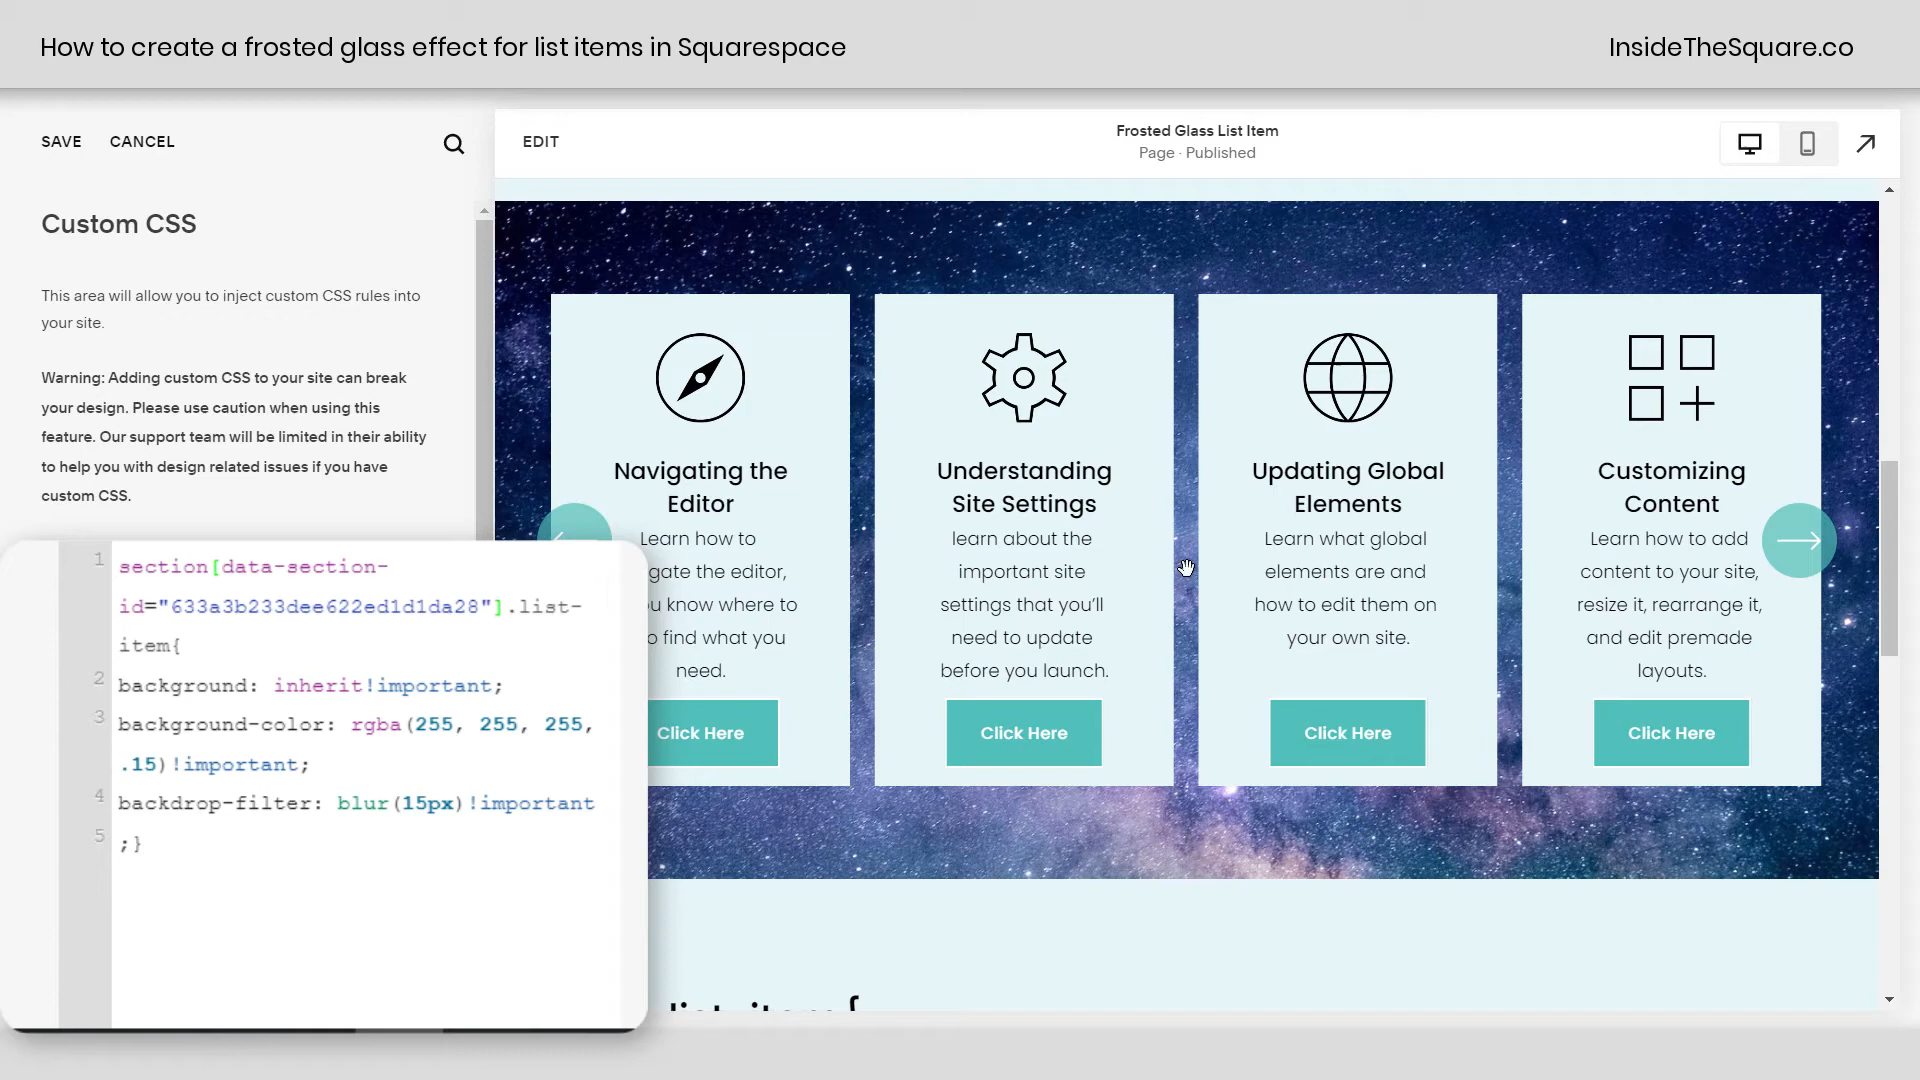 How to create a frosted glass effect for list items in Squarespace
InsideTheSquare.co
SAVE
CANCEL
EDIT
Frosted Glass List Item
Page · Published
Custom CSS
This area will allow you to inject custom CSS rules into
your site.
Warning: Adding custom CSS to your site can break
your design. Please use caution when using this
feature. Our support team will be limited in their ability
to help you with design related issues if you have
custom CSS.
1 section[data-section-
id="633a3b233dee622ed1d1da28"].list-
item{
2 background: inherit!important;
3 background-color: rgba(255, 255, 255,
.15)!important;
4 backdrop-filter: blur(15px)!important
5 ;}
Navigating the
Editor
Learn how to
gate the editor,
u know where to
o find what you
need.
Click Here
Understanding
Site Settings
learn about the
important site
settings that you’ll
need to update
before you launch.
Click Here
Updating Global
Elements
Learn what global
elements are and
how to edit them on
your own site.
Click Here
Customizing
Content
Learn how to add
content to your site,
resize it, rearrange it,
and edit premade
layouts.
Click Here